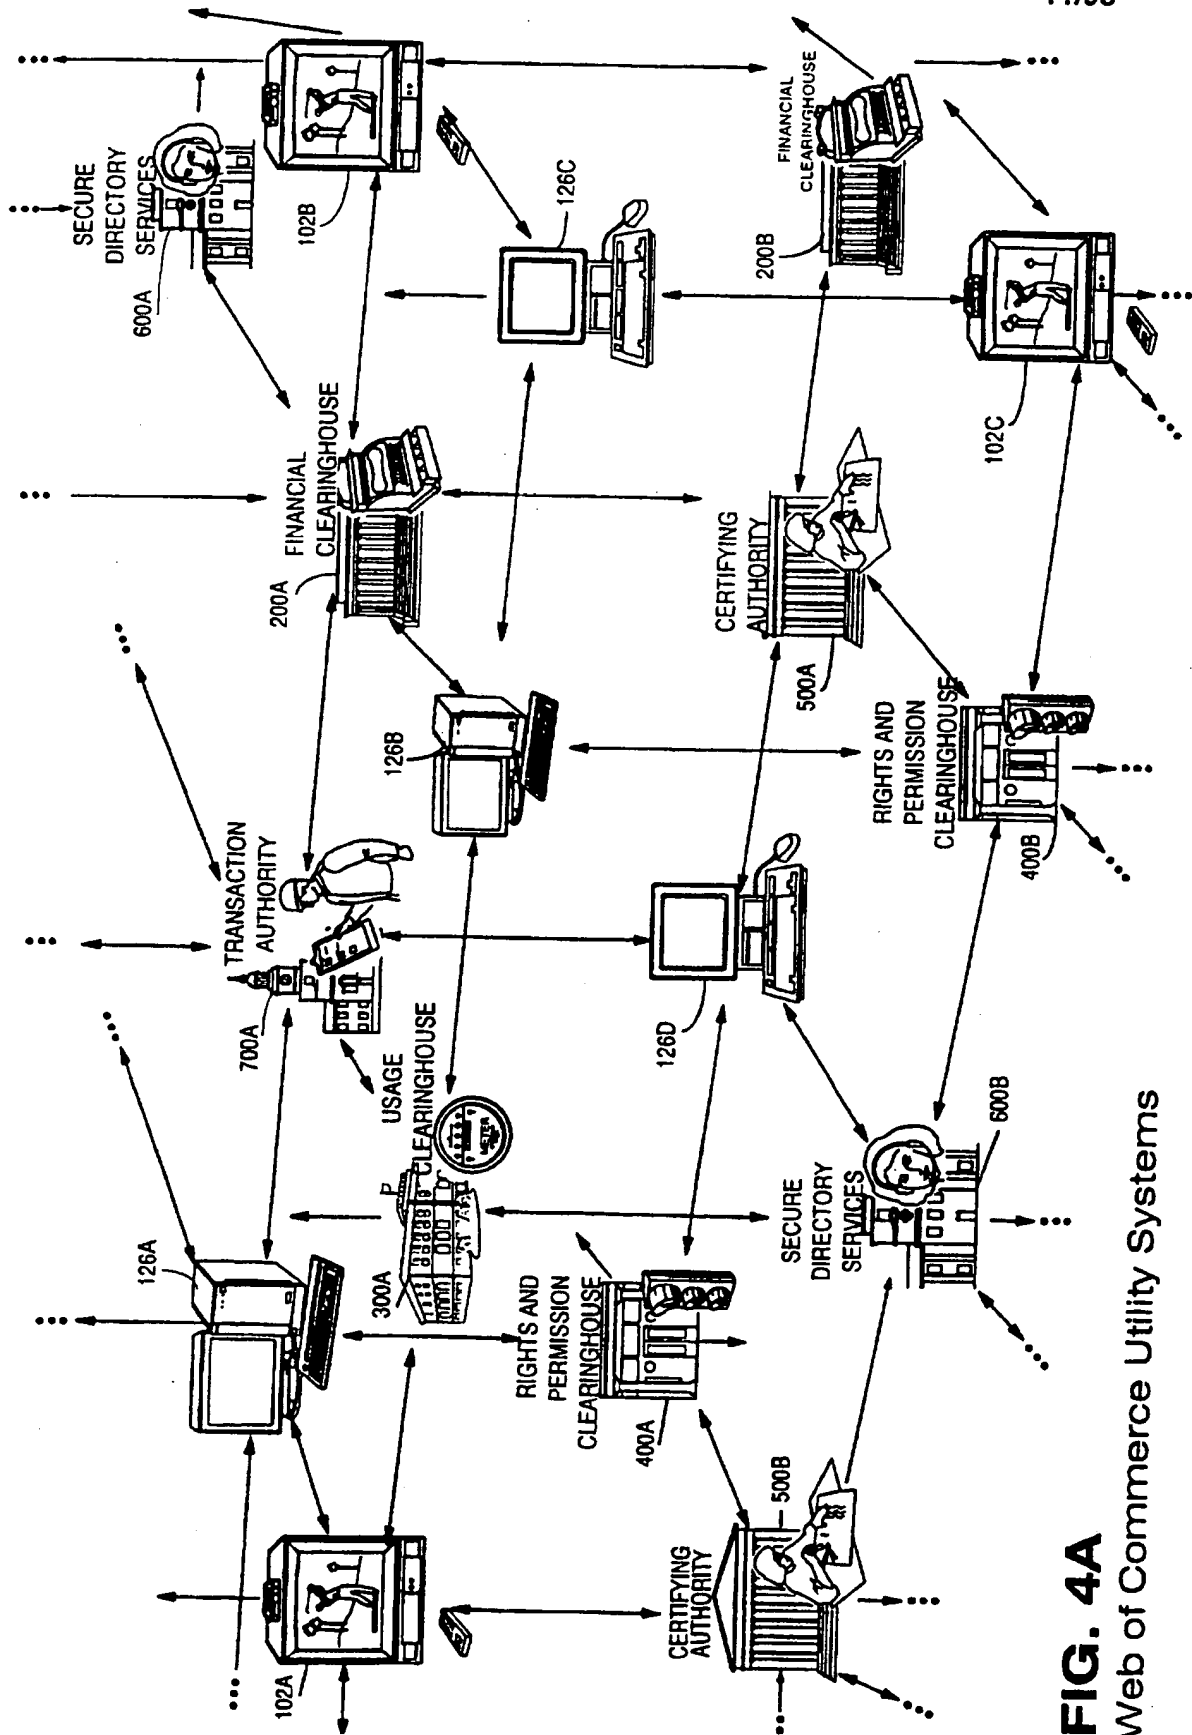 126A
700A
TRANSACTION
AUTHORITY
200A
FINANCIAL
CLEARINGHOUSE
600A
SECURE
DIRECTORY
SERVICES
102B
102A
300A
USAGE
CLEARINGHOUSE
METER
126B
126C
RIGHTS AND
PERMISSION
CLEARINGHOUSE
400A
126D
CERTIFYING
AUTHORITY
500A
200B
FINANCIAL
CLEARINGHOUSE
CERTIFYING
AUTHORITY
500B
SECURE
DIRECTORY
SERVICES
600B
RIGHTS AND
PERMISSION
CLEARINGHOUSE
400B
102C
FIG. 4A
Web of Commerce Utility Systems